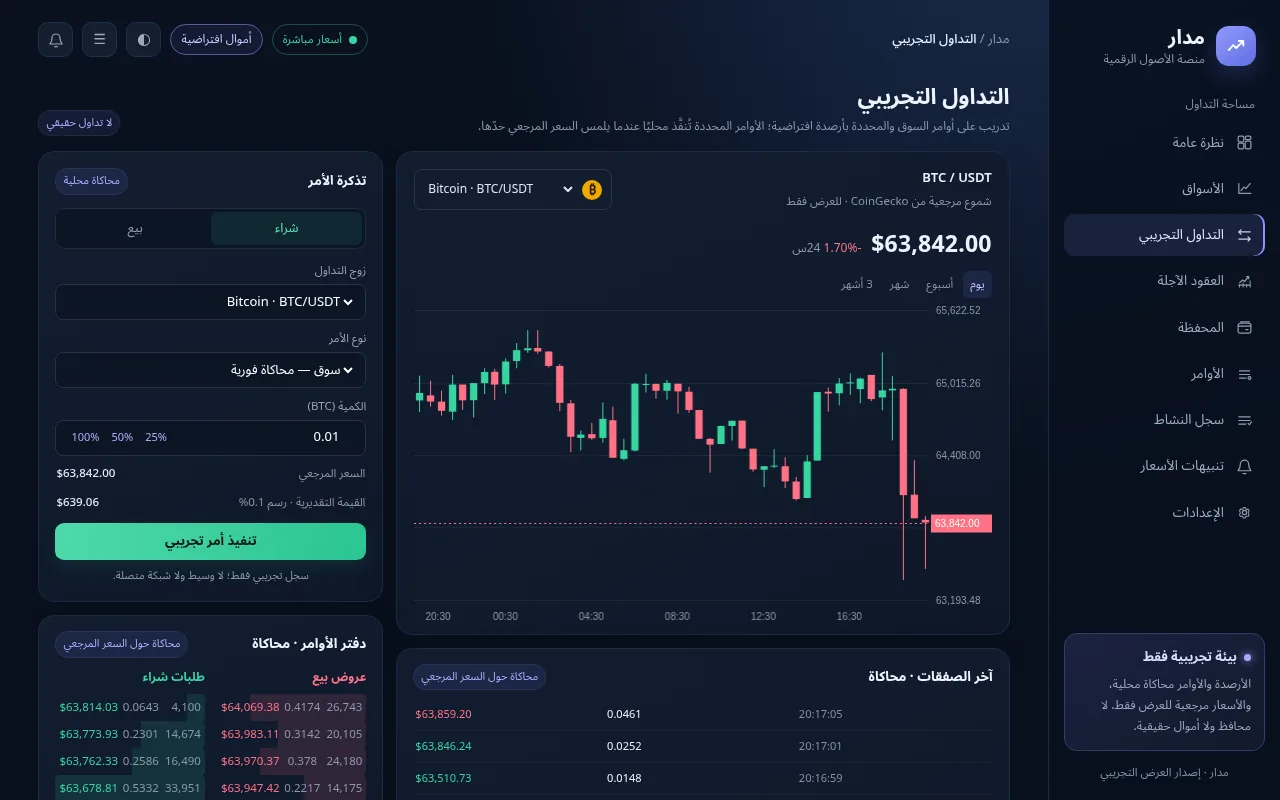 مدار
منصة الأصول الرقمية
مساحة التداول
نظرة عامة
الأسواق
التداول التجريبي
العقود الآجلة
المحفظة
الأوامر
سجل النشاط
تنبيهات الأسعار
الإعدادات
بيئة تجريبية فقط
الأرصدة والأوامر محاكاة محلية،
والأسعار مرجعية للعرض فقط. لا
محافظ ولا أموال حقيقية.
مدار · إصدار العرض التجريبي
مدار / التداول التجريبي
أسعار مباشرة
أموال افتراضية
التداول التجريبي
تدريب على أوامر السوق والمحددة بأرصدة افتراضية؛ الأوامر المحددة تُنفَّذ محليًا عندما يلمس السعر المرجعي حدّها.
لا تداول حقيقي
BTC / USDT
شموع مرجعية من CoinGecko · للعرض فقط
Bitcoin · BTC/USDT
$63,842.00 -1.70% 24س
يوم أسبوع شهر 3 أشهر
65,622.52
65,015.26
64,408.00
63,842.00
63,193.48
20:30 00:30 04:30 08:30 12:30 16:30
آخر الصفقات · محاكاة
محاكاة حول السعر المرجعي
$63,859.20 0.0461 20:17:05
$63,846.24 0.0252 20:17:01
$63,510.73 0.0148 20:16:59
تذكرة الأمر
محاكاة محلية
شراء
بيع
زوج التداول
Bitcoin · BTC/USDT
نوع الأمر
سوق — محاكاة فورية
الكمية (BTC)
0.01
25% 50% 100%
السعر المرجعي $63,842.00
القيمة التقديرية · رسم 0.1% $639.06
تنفيذ أمر تجريبي
سجل تجريبي فقط؛ لا وسيط ولا شبكة متصلة.
دفتر الأوامر · محاكاة
محاكاة حول السعر المرجعي
عروض بيع
$64,069.38 0.4174 26,743
$63,983.11 0.3142 20,105
$63,970.37 0.378 24,180
$63,947.42 0.2217 14,175
طلبات شراء
$63,814.03 0.0643 4,100
$63,773.93 0.2301 14,674
$63,762.33 0.2586 16,490
$63,678.81 0.5332 33,951